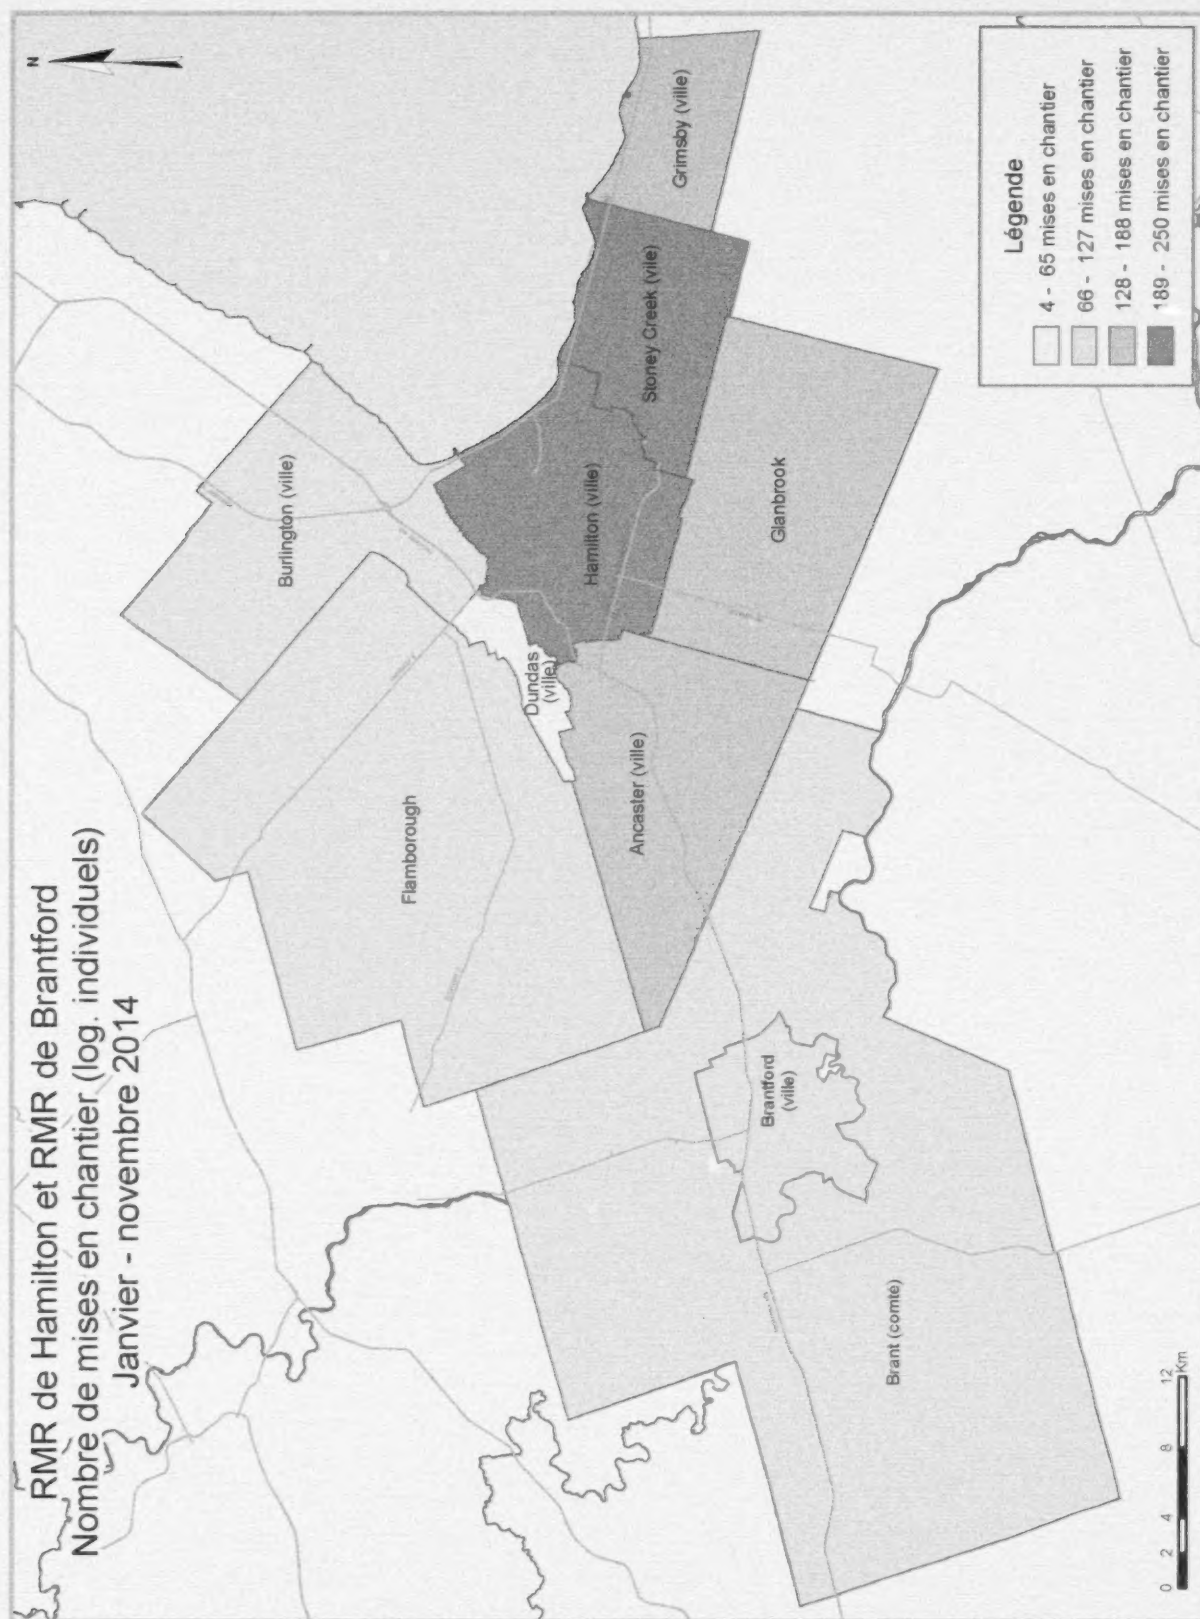 RMR de Hamilton et RMR de Brantford
Nombre de mises en chantier (log. individuels)
Janvier - novembre 2014
N
Burlington (ville)
Flamborough
Dundas
(ville)
Hamilton (ville)
Stoney Creek (vile)
Grimsby (ville)
Ancaster (ville)
Glanbrook
Brantford
(ville)
Brant (comté)
Légende
4 - 65 mises en chantier
66 - 127 mises en chantier
128 - 188 mises en chantier
189 - 250 mises en chantier
0 2 4 8 12
Km